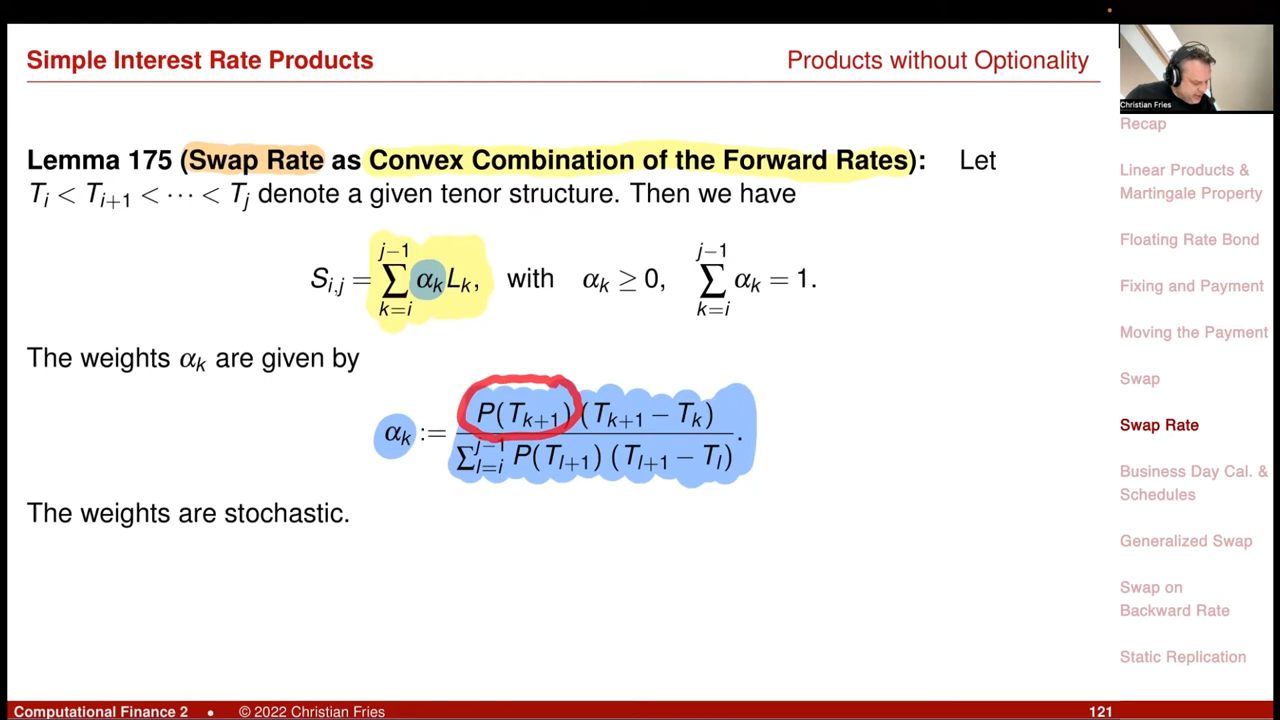 Simple Interest Rate Products
Products without Optionality
Christian Fries
Lemma 175 (Swap Rate as Convex Combination of the Forward Rates): Let
T_i < T_{i+1} < ⋯ < T_j denote a given tenor structure. Then we have
S_{i,j} = ∑_{k=i}^{j−1} α_k L_k, with α_k ≥ 0, ∑_{k=i}^{j−1} α_k = 1.
The weights α_k are given by
α_k := \frac{P(T_{k+1}) (T_{k+1} − T_k)}{∑_{l=i}^{j−1} P(T_{l+1}) (T_{l+1} − T_l)}.
The weights are stochastic.
Recap
Linear Products &
Martingale Property
Floating Rate Bond
Fixing and Payment
Moving the Payment
Swap
Swap Rate
Business Day Cal. &
Schedules
Generalized Swap
Swap on
Backward Rate
Static Replication
Computational Finance 2 • © 2022 Christian Fries
121